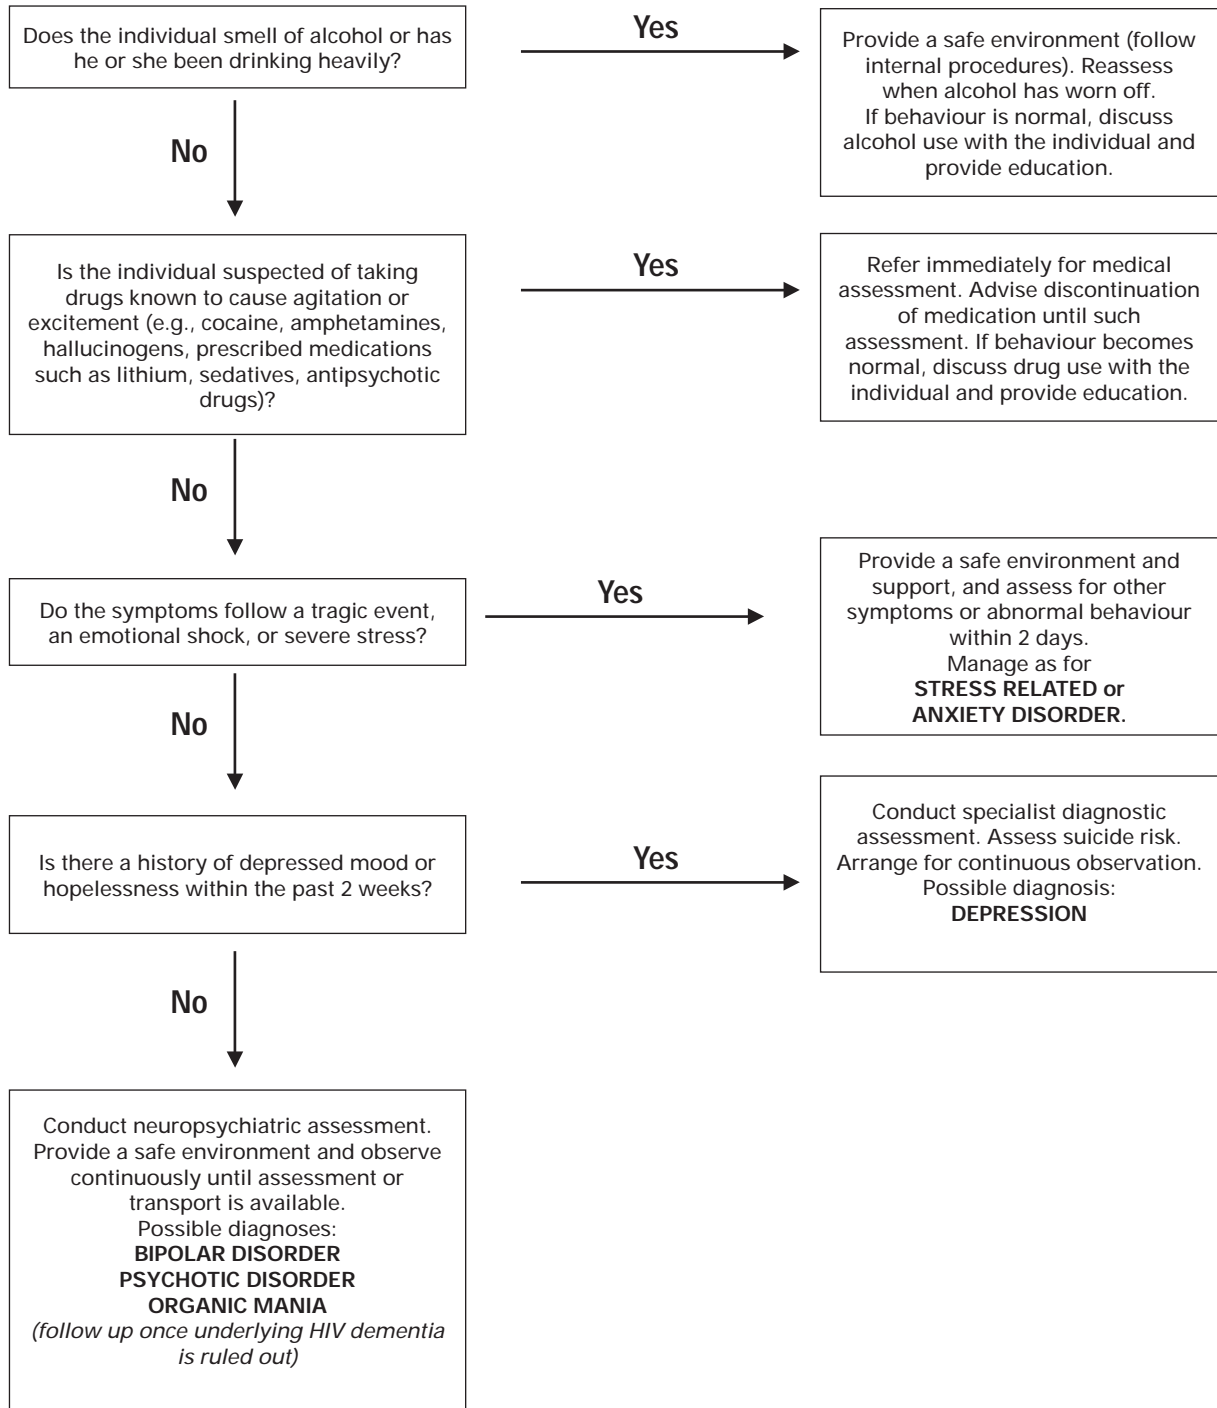 Does the individual smell of alcohol or has
he or she been drinking heavily?
Yes
Provide a safe environment (follow
internal procedures). Reassess
when alcohol has worn off.
If behaviour is normal, discuss
alcohol use with the individual and
provide education.
No
Is the individual suspected of taking
drugs known to cause agitation or
excitement (e.g., cocaine, amphetamines,
hallucinogens, prescribed medications
such as lithium, sedatives, antipsychotic
drugs)?
Yes
Refer immediately for medical
assessment. Advise discontinuation
of medication until such
assessment. If behaviour becomes
normal, discuss drug use with the
individual and provide education.
No
Do the symptoms follow a tragic event,
an emotional shock, or severe stress?
Yes
Provide a safe environment and
support, and assess for other
symptoms or abnormal behaviour
within 2 days.
Manage as for
STRESS RELATED or
ANXIETY DISORDER.
No
Is there a history of depressed mood or
hopelessness within the past 2 weeks?
Yes
Conduct specialist diagnostic
assessment. Assess suicide risk.
Arrange for continuous observation.
Possible diagnosis:
DEPRESSION
No
Conduct neuropsychiatric assessment.
Provide a safe environment and observe
continuously until assessment or
transport is available.
Possible diagnoses:
BIPOLAR DISORDER
PSYCHOTIC DISORDER
ORGANIC MANIA
(follow up once underlying HIV dementia
is ruled out)